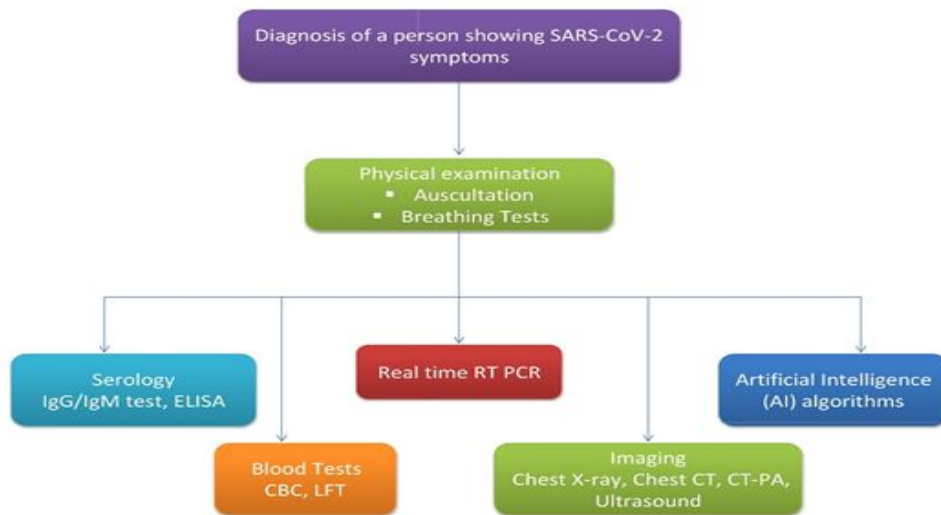 Diagnosis of a person showing SARS-CoV-2
symptoms
Physical examination
▪ Auscultation
▪ Breathing Tests
Serology
IgG/IgM test, ELISA
Real time RT PCR
Artificial Intelligence
(AI) algorithms
Blood Tests
CBC, LFT
Imaging
Chest X-ray, Chest CT, CT-PA,
Ultrasound